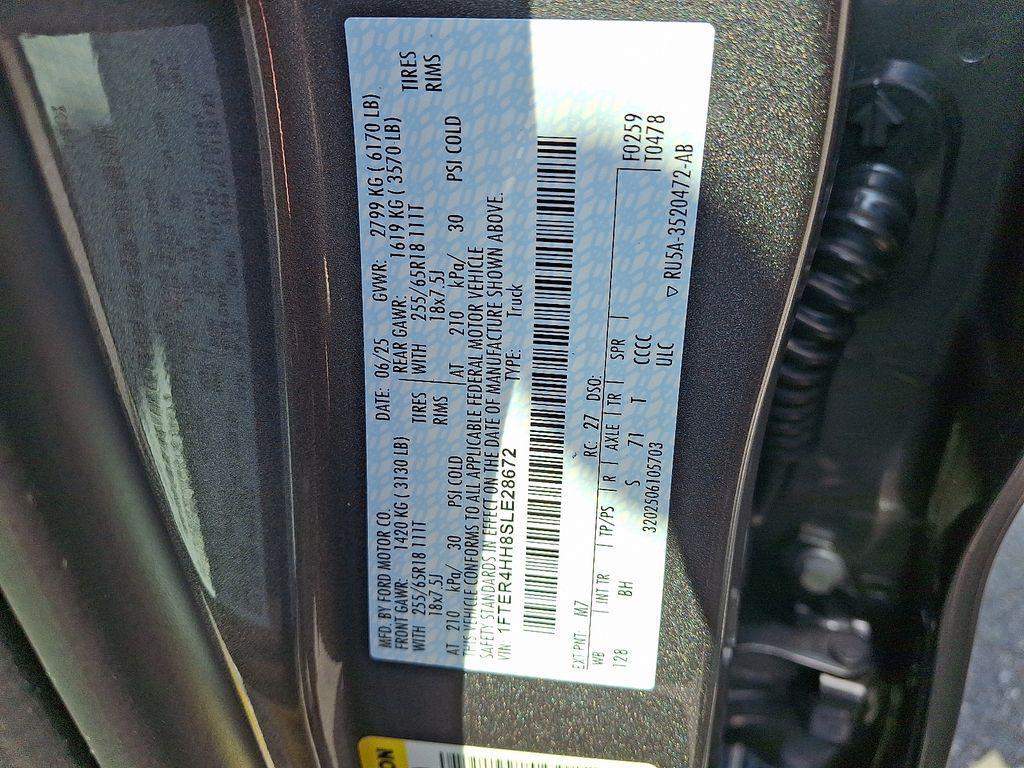 MFD. BY FORD MOTOR CO. DATE: 06/25 GVWR: 2799 KG ( 6170 LB)
FRONT GAWR: 1420 KG ( 3130 LB) REAR GAWR: 1619 KG ( 3570 LB)
WITH 255/65R18 111T TIRES WITH 255/65R18 111T TIRES
18x7.5J RIMS 18x7.5J RIMS
AT 210 kPa/ 30 PSI COLD AT 210 kPa/ 30 PSI COLD
THIS VEHICLE CONFORMS TO ALL APPLICABLE FEDERAL MOTOR VEHICLE
SAFETY STANDARDS IN EFFECT ON THE DATE OF MANUFACTURE SHOWN ABOVE.
VIN: 1FTER4HH8SLE28672 TYPE: Truck
EXT PNT: M7 RC: 27 DSO: F0259
WB INT TR TP/PS R AXLE TR SPR T0478
128 BH S 71 T CCCC
3202506105703 ULC
▽ RU5A-3520472-AB